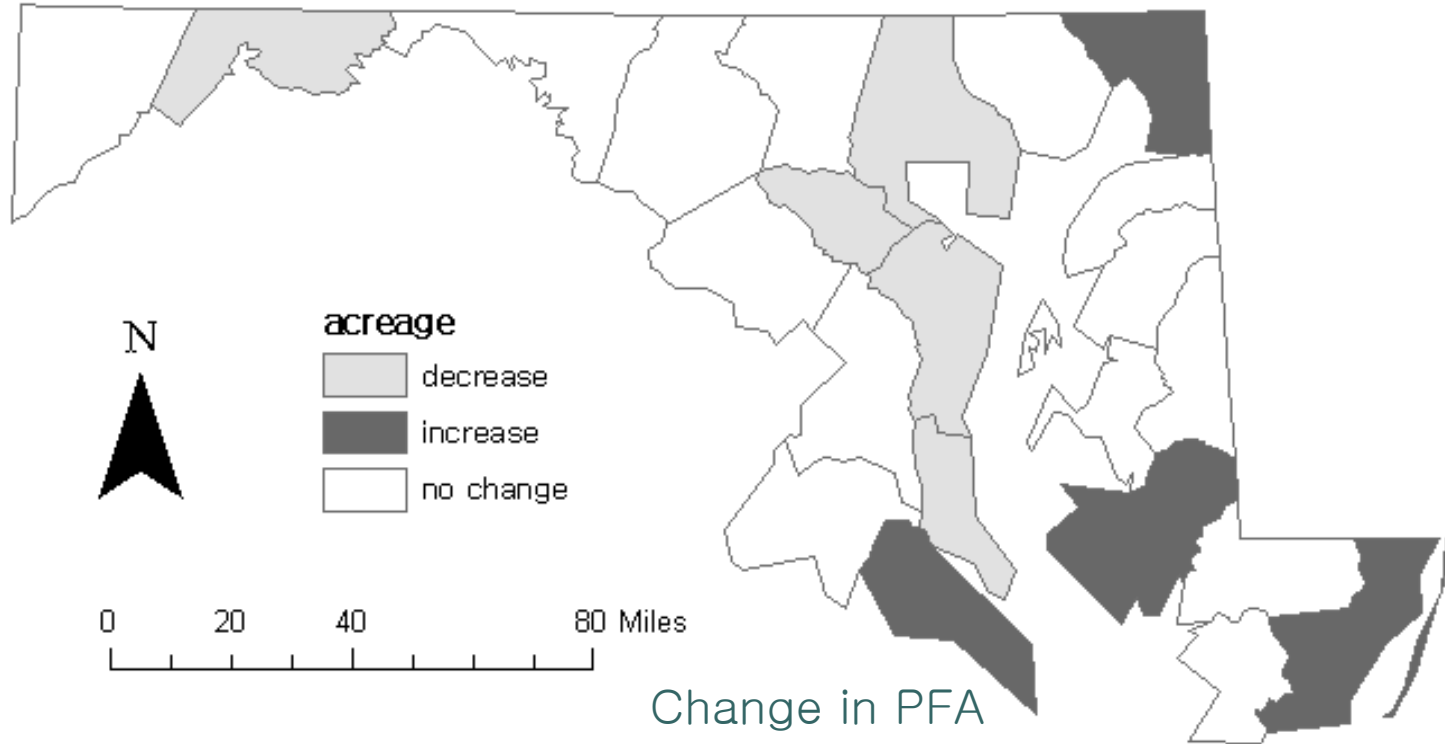 N
acreage
decrease
increase
no change
0 20 40 80 Miles
Change in PFA